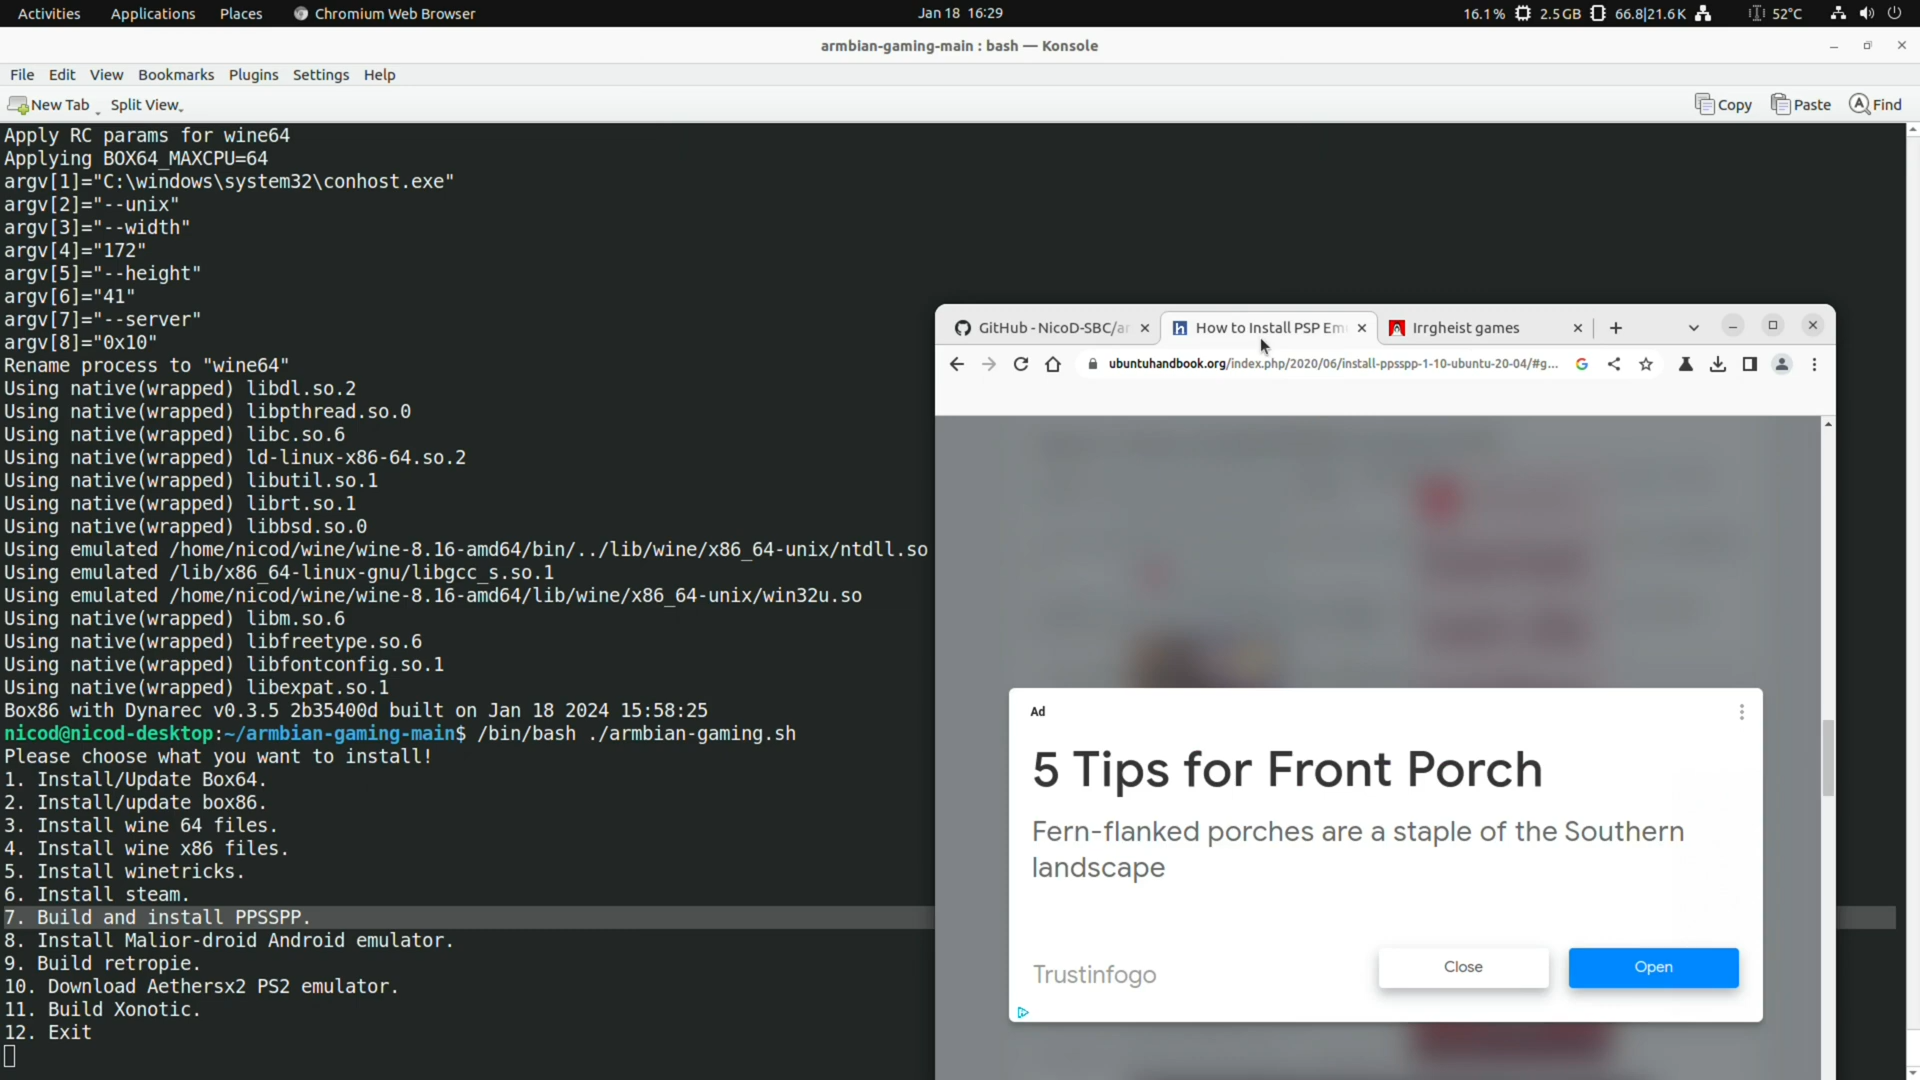 Activities Applications Places Chromium Web Browser Jan 18 16:29 16.1% 2.5GB 66.8|21.6K 52°C
armbian-gaming-main : bash — Konsole
File Edit View Bookmarks Plugins Settings Help
New Tab Split View Copy Paste Find
Apply RC params for wine64
Applying BOX64_MAXCPU=64
argv[1]="C:\windows\system32\conhost.exe"
argv[2]="--unix"
argv[3]="--width"
argv[4]="172"
argv[5]="--height"
argv[6]="41"
argv[7]="--server"
argv[8]="0x10"
Rename process to "wine64"
Using native(wrapped) libdl.so.2
Using native(wrapped) libpthread.so.0
Using native(wrapped) libc.so.6
Using native(wrapped) ld-linux-x86-64.so.2
Using native(wrapped) libutil.so.1
Using native(wrapped) librt.so.1
Using native(wrapped) libbsd.so.0
Using emulated /home/nicod/wine/wine-8.16-amd64/bin/../lib/wine/x86_64-unix/ntdll.so
Using emulated /lib/x86_64-linux-gnu/libgcc_s.so.1
Using emulated /home/nicod/wine/wine-8.16-amd64/lib/wine/x86_64-unix/win32u.so
Using native(wrapped) libm.so.6
Using native(wrapped) libfreetype.so.6
Using native(wrapped) libfontconfig.so.1
Using native(wrapped) libexpat.so.1
Box86 with Dynarec v0.3.5 2b35400d built on Jan 18 2024 15:58:25
nicod@nicod-desktop:~/armbian-gaming-main$ /bin/bash ./armbian-gaming.sh
Please choose what you want to install!
1. Install/Update Box64.
2. Install/update box86.
3. Install wine 64 files.
4. Install wine x86 files.
5. Install winetricks.
6. Install steam.
7. Build and install PPSSPP.
8. Install Malior-droid Android emulator.
9. Build retropie.
10. Download Aethersx2 PS2 emulator.
11. Build Xonotic.
12. Exit
GitHub - NicoD-SBC/ar How to Install PSP Em Irrgheist games
ubuntuhandbook.org/index.php/2020/06/install-ppsspp-1-10-ubuntu-20-04/#g...
Ad
5 Tips for Front Porch
Fern-flanked porches are a staple of the Southern
landscape
Trustinfogo Close Open